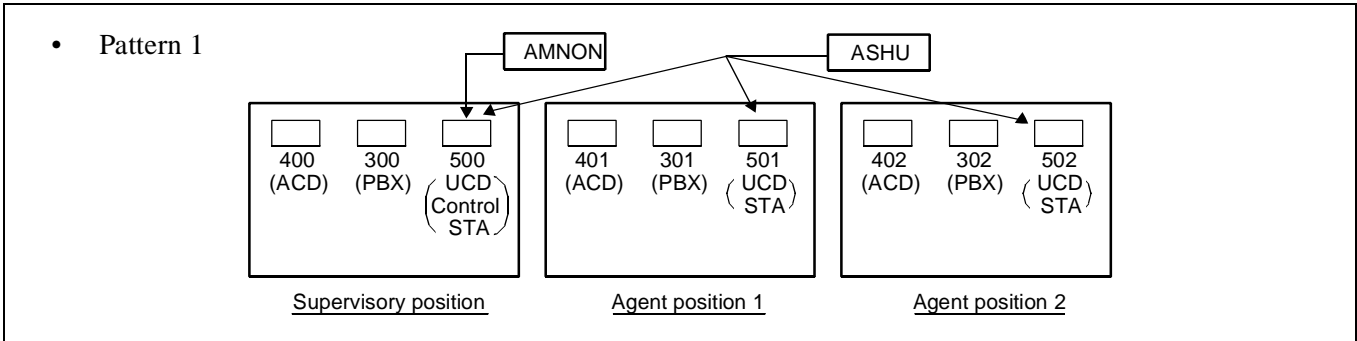 • Pattern 1
AMNON ASHU
400 300 500 401 301 501 402 302 502
(ACD) (PBX) (UCD (ACD) (PBX) (UCD (ACD) (PBX) (UCD
Control STA) STA)
STA)
Supervisory position Agent position 1 Agent position 2